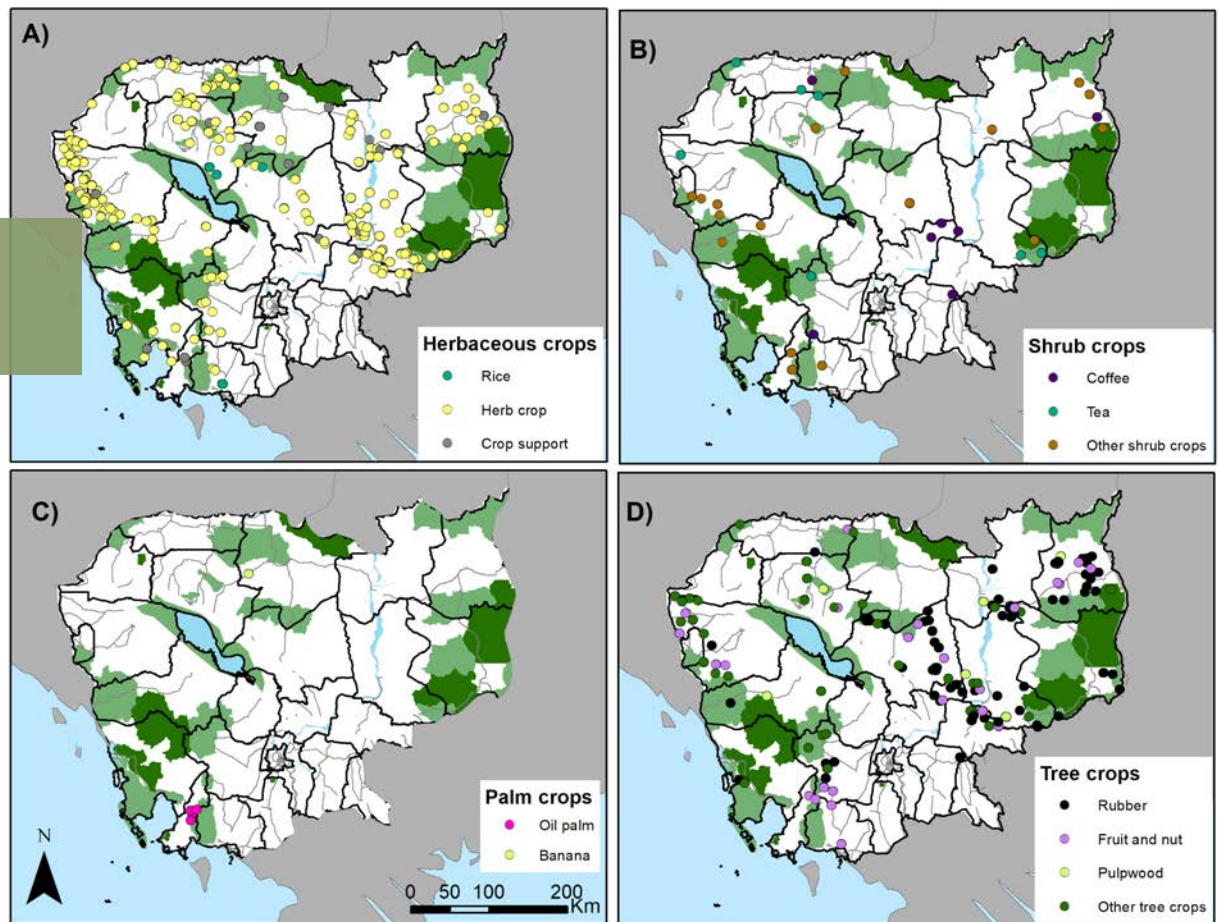 A)
Herbaceous crops
Rice
Herb crop
Crop support
B)
Shrub crops
Coffee
Tea
Other shrub crops
C)
N
Palm crops
Oil palm
Banana
0 50 100 200
Km
D)
Tree crops
Rubber
Fruit and nut
Pulpwood
Other tree crops